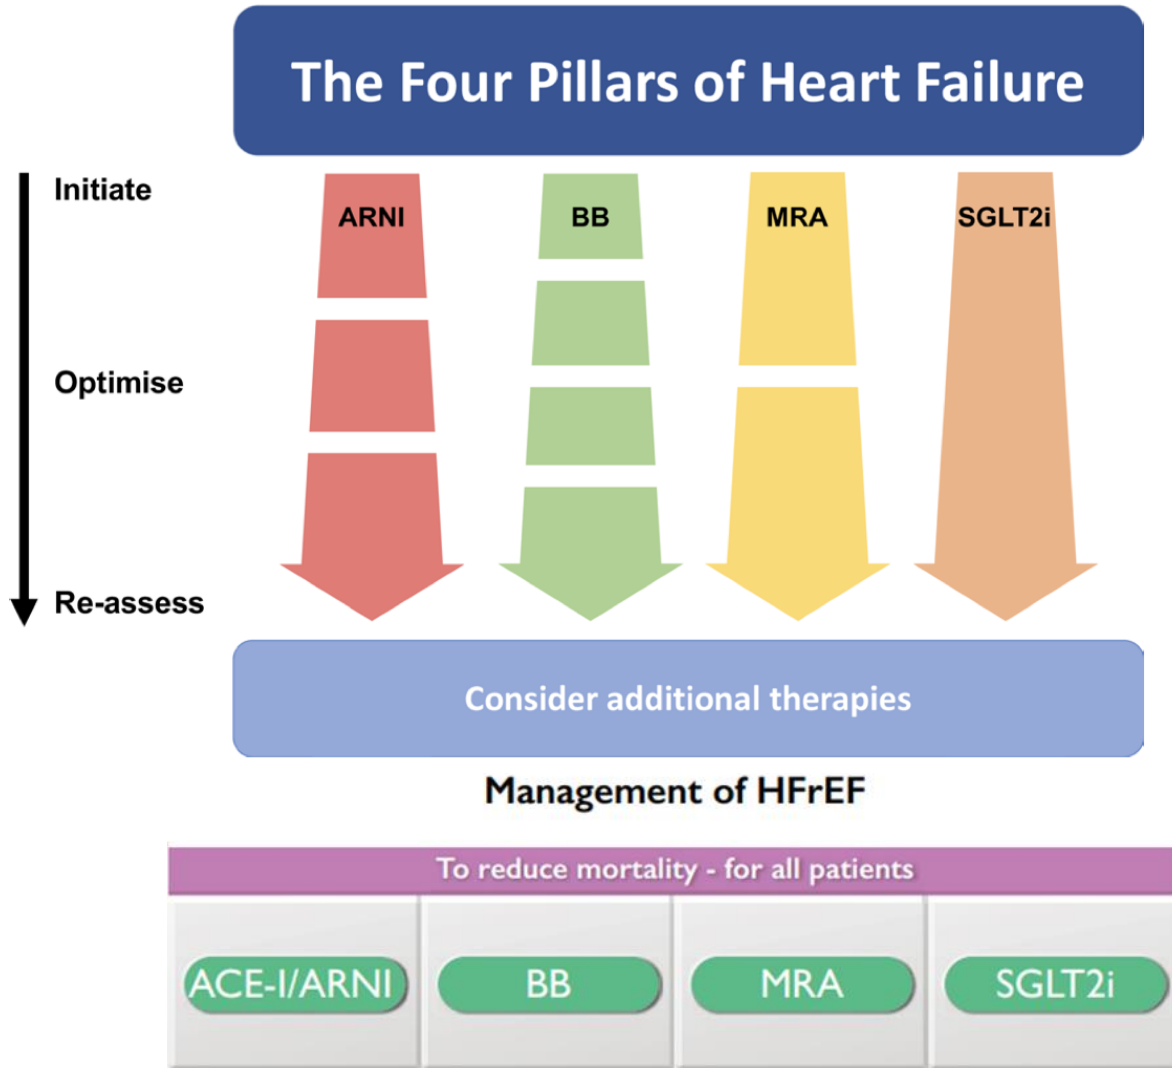 The Four Pillars of Heart Failure
Initiate
ARNI
BB
MRA
SGLT2i
Optimise
Re-assess
Consider additional therapies
Management of HFrEF
To reduce mortality - for all patients
ACE-I/ARNI
BB
MRA
SGLT2i